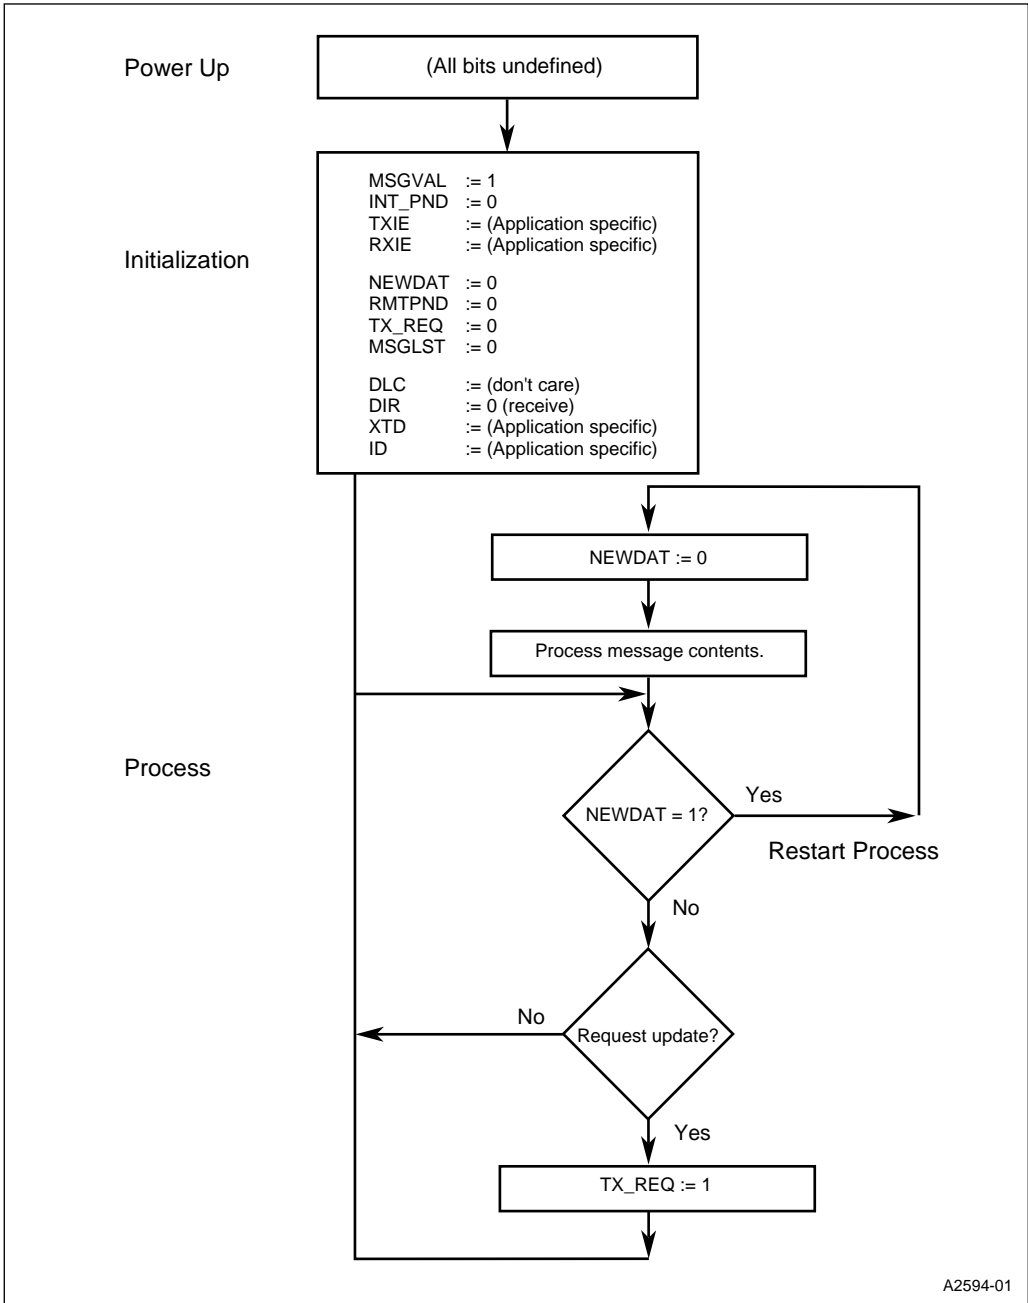 Power Up
(All bits undefined)
Initialization
MSGVAL := 1
INT_PND := 0
TXIE := (Application specific)
RXIE := (Application specific)
NEWDAT := 0
RMTPND := 0
TX_REQ := 0
MSGLST := 0
DLC := (don't care)
DIR := 0 (receive)
XTD := (Application specific)
ID := (Application specific)
NEWDAT := 0
Process message contents.
Process
NEWDAT = 1?
Yes
Restart Process
No
Request update?
No
Yes
TX_REQ := 1
A2594-01